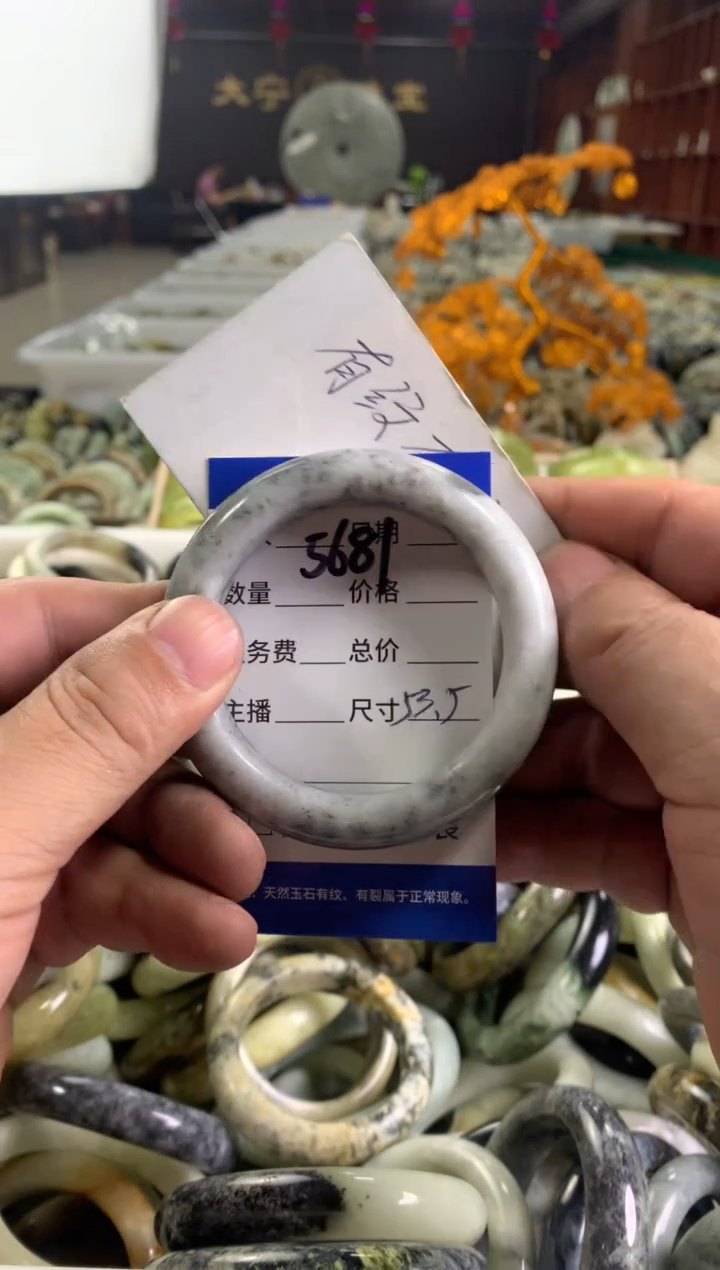 大宁
有纹
日期
5681
数量 价格
务费 总价
主播 尺寸 53.5
天然玉石有纹、有裂属于正常现象。